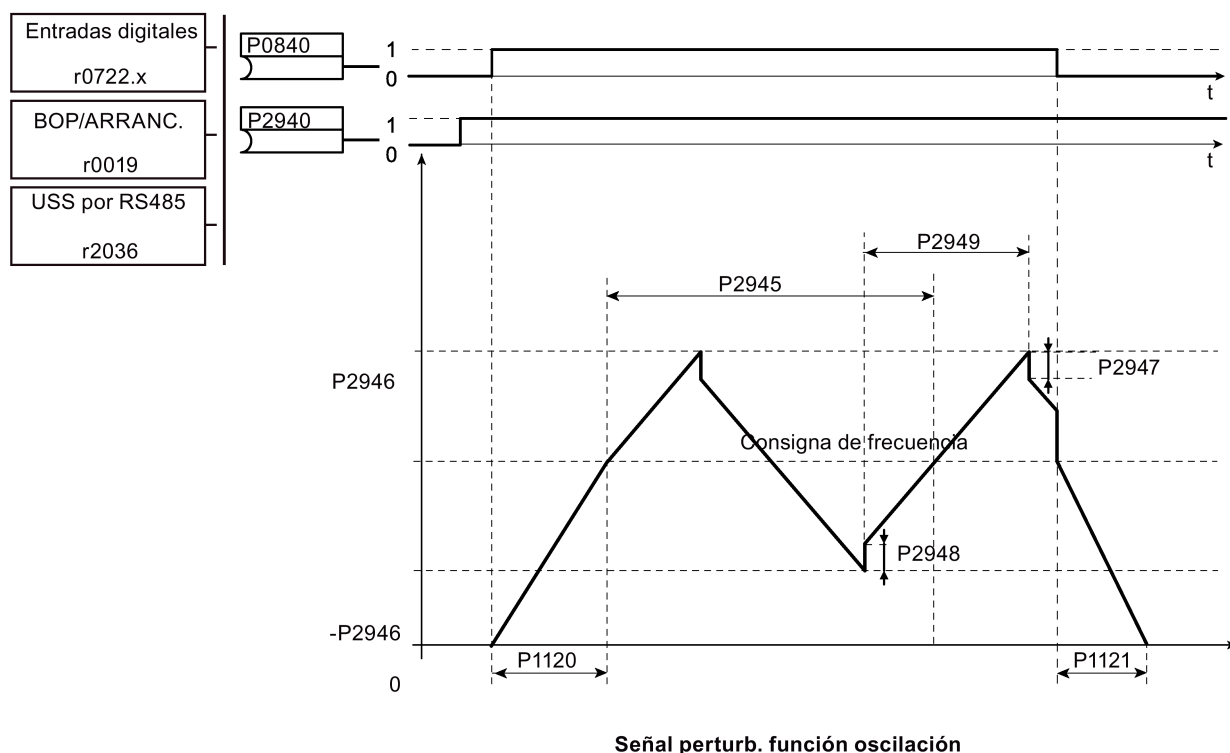 Entradas digitales
r0722.x
BOP/ARRANC.
r0019
USS por RS485
r2036
P0840
1
0
t
P2940
1
0
t
P2949
P2945
P2946
P2947
Consigna de frecuencia
P2948
-P2946
P1120
P1121
0
Señal perturb. función oscilación